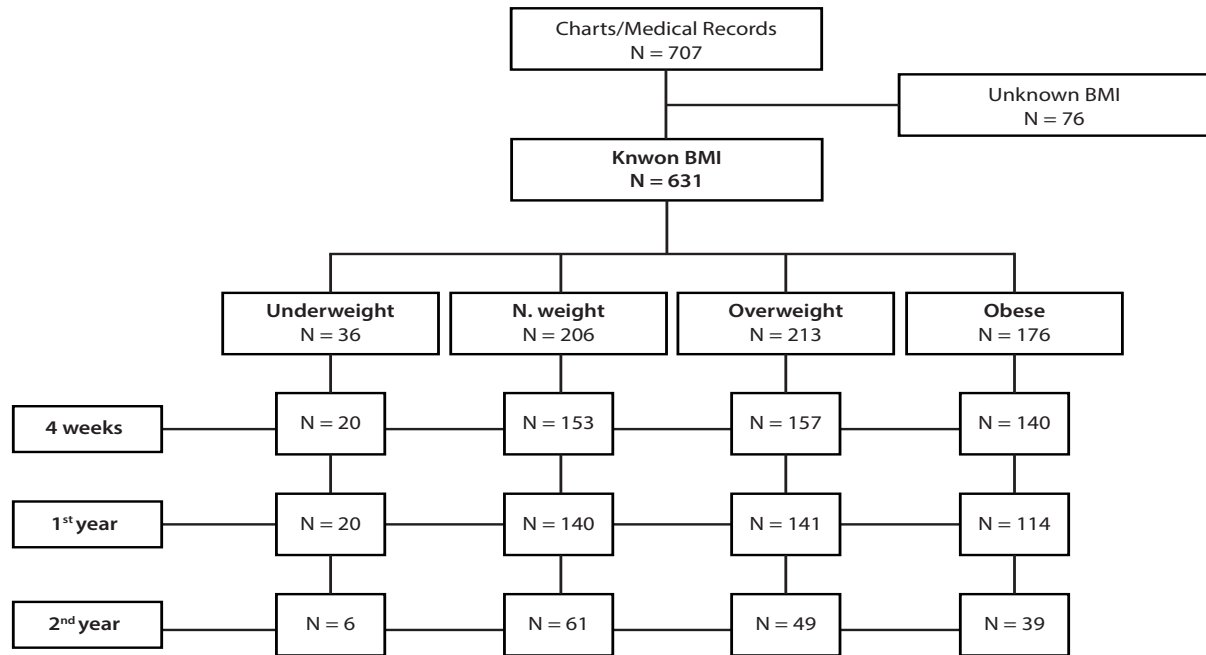 Charts/Medical Records
N = 707
Unknown BMI
N = 76
Knwon BMI
N = 631
Underweight
N = 36
N. weight
N = 206
Overweight
N = 213
Obese
N = 176
4 weeks
N = 20
N = 153
N = 157
N = 140
1st year
N = 20
N = 140
N = 141
N = 114
2nd year
N = 6
N = 61
N = 49
N = 39